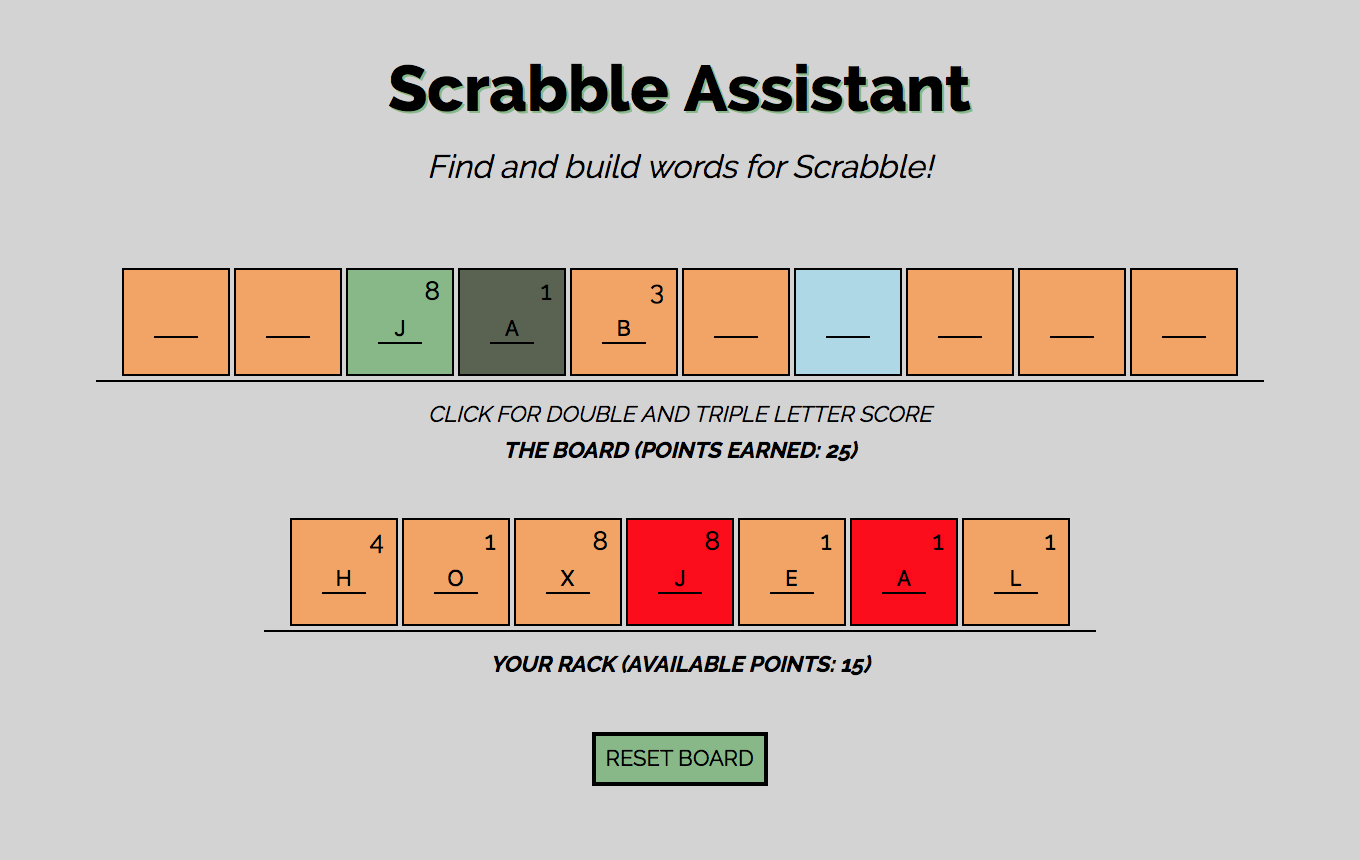 Scrabble Assistant
Find and build words for Scrabble!
8 1 3
J A B
CLICK FOR DOUBLE AND TRIPLE LETTER SCORE
THE BOARD (POINTS EARNED: 25)
4 1 8 8 1 1 1
H O X J E A L
YOUR RACK (AVAILABLE POINTS: 15)
RESET BOARD